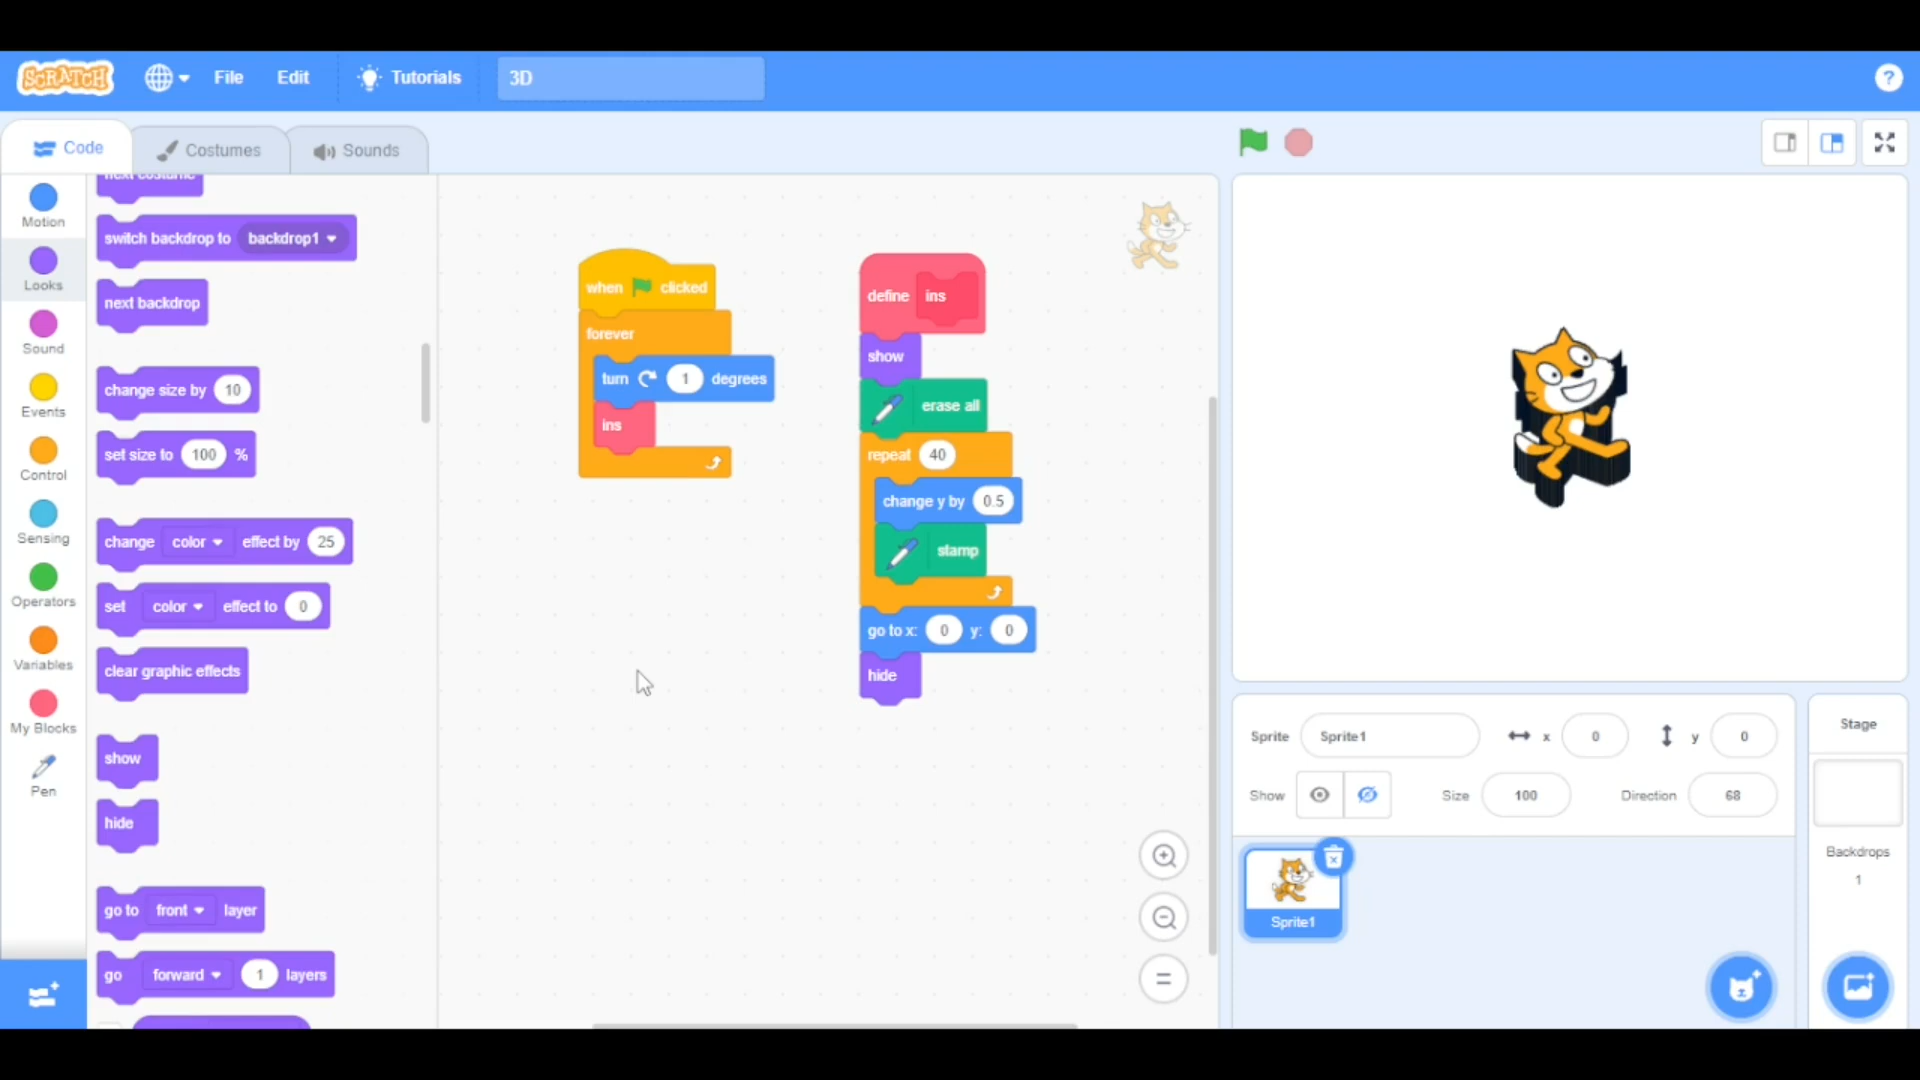 SCRATCH
File
Edit
Tutorials
3D
?
Code
Costumes
Sounds
Motion
Looks
Sound
Events
Control
Sensing
Operators
Variables
My Blocks
Pen
next costume
switch backdrop to backdrop1
next backdrop
change size by 10
set size to 100 %
change color effect by 25
set color effect to 0
clear graphic effects
show
hide
go to front layer
go forward 1 layers
when clicked
forever
turn 1 degrees
ins
define ins
show
erase all
repeat 40
change y by 0.5
stamp
go to x: 0 y: 0
hide
Sprite Sprite1 x 0 y 0
Show Size 100 Direction 68
Sprite1
Stage
Backdrops
1